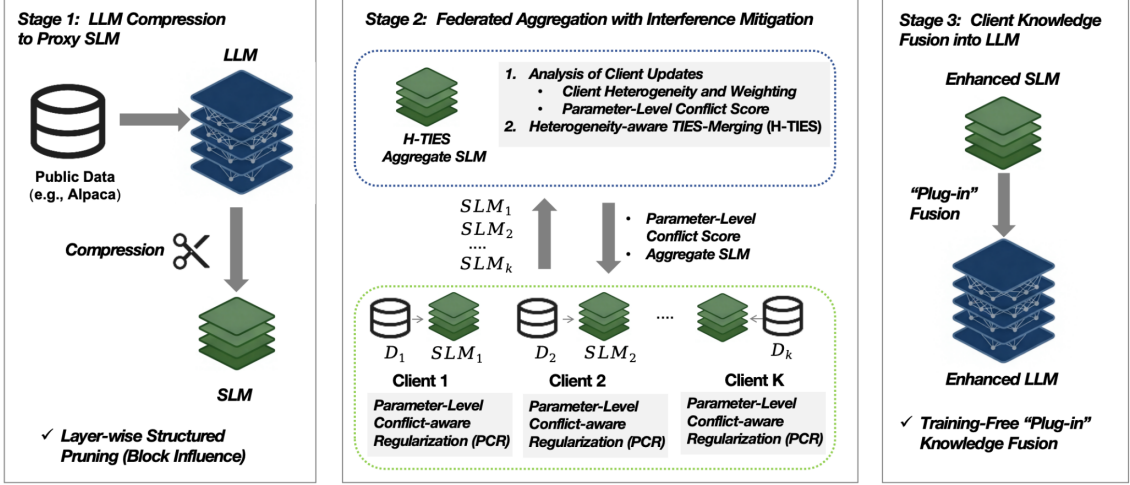 Stage 1: LLM Compression
to Proxy SLM
LLM
Public Data
(e.g., Alpaca)
Compression
SLM
✓ Layer-wise Structured
Pruning (Block Influence)
Stage 2: Federated Aggregation with Interference Mitigation
H-TIES
Aggregate SLM
1. Analysis of Client Updates
• Client Heterogeneity and Weighting
• Parameter-Level Conflict Score
2. Heterogeneity-aware TIES-Merging (H-TIES)
SLM₁
SLM₂
....
SLMₖ
• Parameter-Level
Conflict Score
• Aggregate SLM
D₁
SLM₁
D₂
SLM₂
....
Dₖ
Client 1
Client 2
Client K
Parameter-Level
Conflict-aware
Regularization (PCR)
Parameter-Level
Conflict-aware
Regularization (PCR)
Parameter-Level
Conflict-aware
Regularization (PCR)
Stage 3: Client Knowledge
Fusion into LLM
Enhanced SLM
“Plug-in”
Fusion
Enhanced LLM
✓ Training-Free “Plug-in”
Knowledge Fusion